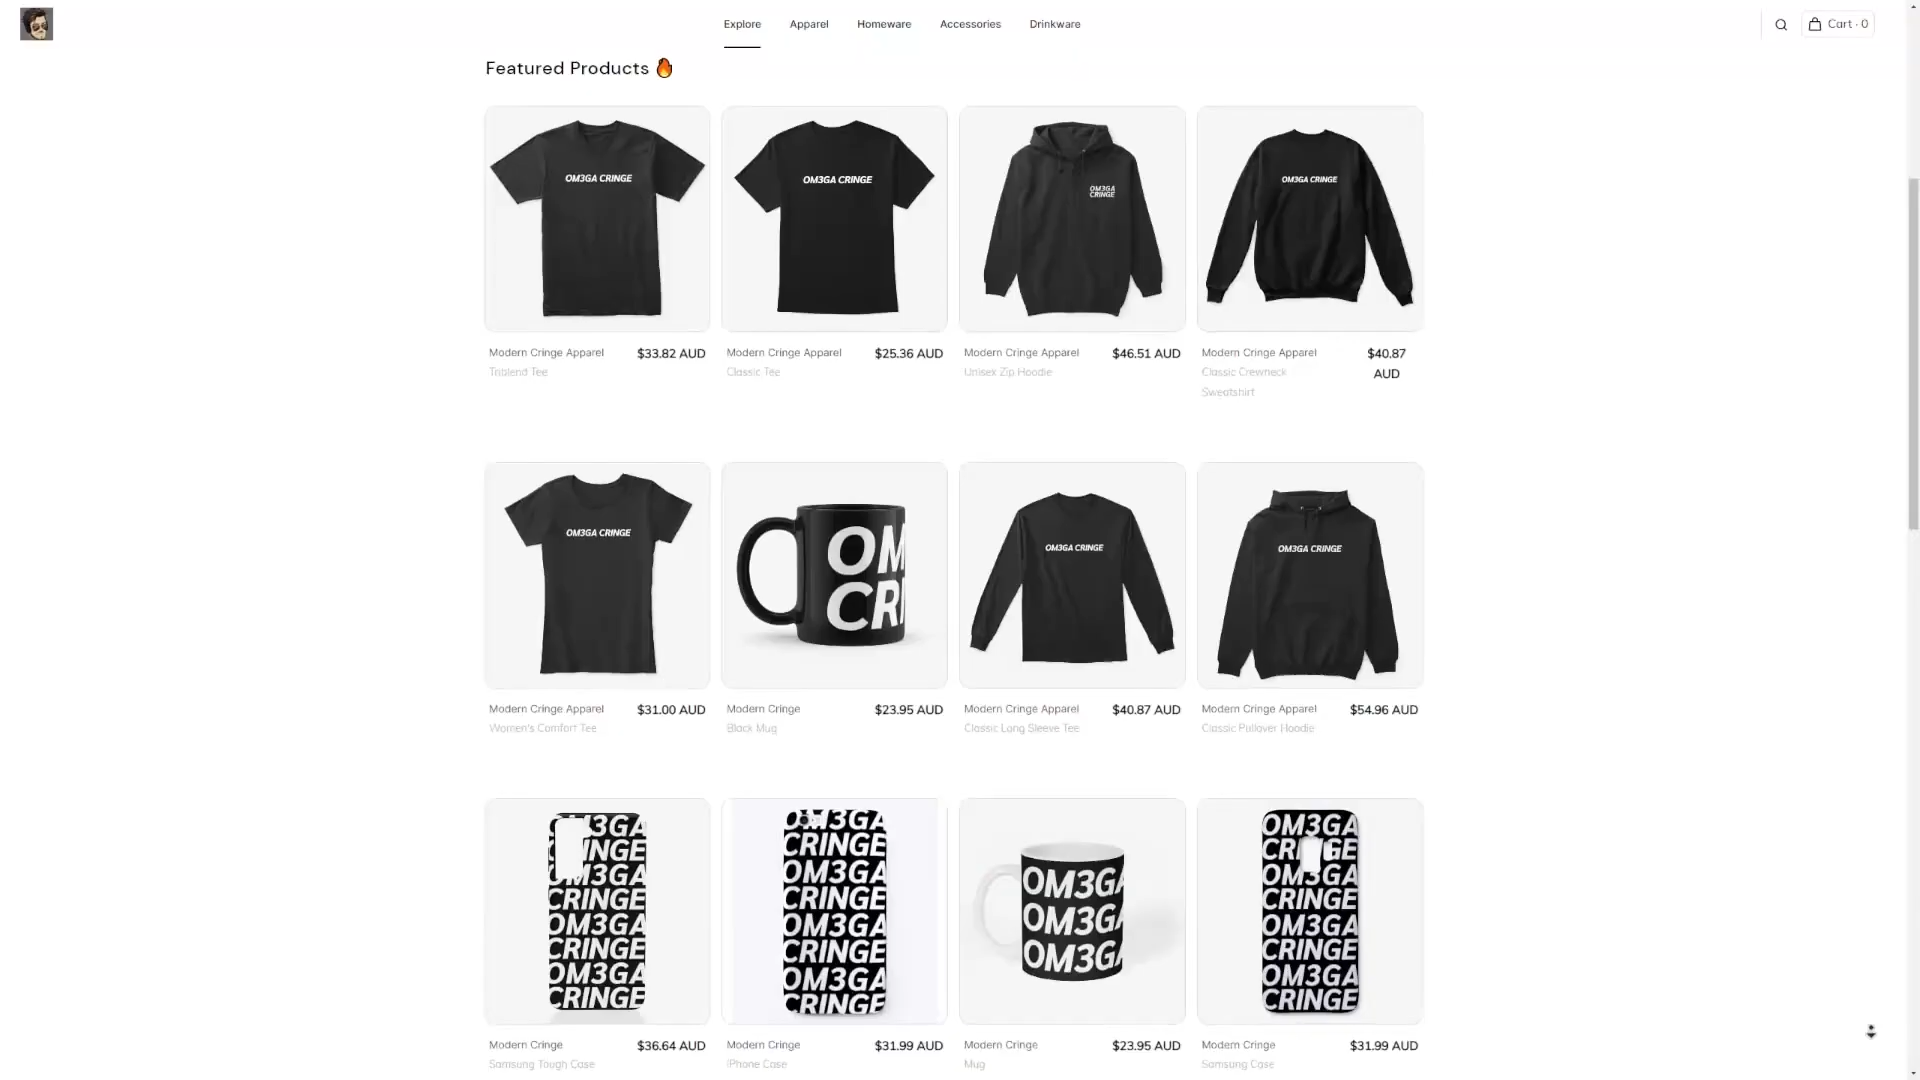 Explore Apparel Homeware Accessories Drinkware Cart · 0
Featured Products 🔥
OM3GA CRINGE
OM3GA CRINGE
OM3GA
CRINGE
OM3GA CRINGE
Modern Cringe Apparel $33.82 AUD
Triblend Tee
Modern Cringe Apparel $25.36 AUD
Classic Tee
Modern Cringe Apparel $46.51 AUD
Unisex Zip Hoodie
Modern Cringe Apparel $40.87
AUD
Classic Crewneck
Sweatshirt
OM3GA CRINGE
OM
CRI
OM3GA CRINGE
OM3GA CRINGE
Modern Cringe Apparel $31.00 AUD
Women's Comfort Tee
Modern Cringe $23.95 AUD
Black Mug
Modern Cringe Apparel $40.87 AUD
Classic Long Sleeve Tee
Modern Cringe Apparel $54.96 AUD
Classic Pullover Hoodie
OM3GA
CRINGE
OM3GA
CRINGE
OM3GA
CRINGE
OM3GA
CRINGE
OM3GA
CRINGE
OM3GA
CRINGE
OM3GA
CRINGE
OM3GA
CRINGE
OM3GA
OM3GA
OM3GA
OM3GA
CRINGE
OM3GA
CRINGE
OM3GA
CRINGE
OM3GA
CRINGE
Modern Cringe $36.64 AUD
Samsung Tough Case
Modern Cringe $31.99 AUD
iPhone Case
Modern Cringe $23.95 AUD
Mug
Modern Cringe $31.99 AUD
Samsung Case